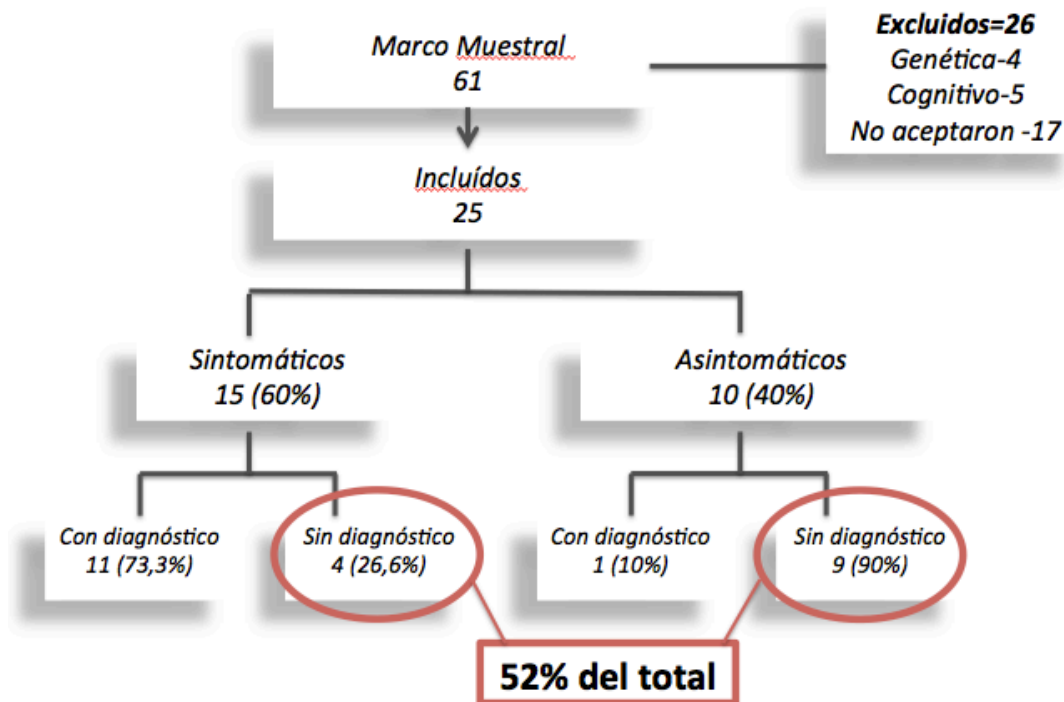 Marco Muestral
61
Excluidos=26
Genética-4
Cognitivo-5
No aceptaron -17
Incluídos
25
Sintomáticos
15 (60%)
Asintomáticos
10 (40%)
Con diagnóstico
11 (73,3%)
Sin diagnóstico
4 (26,6%)
Con diagnóstico
1 (10%)
Sin diagnóstico
9 (90%)
52% del total